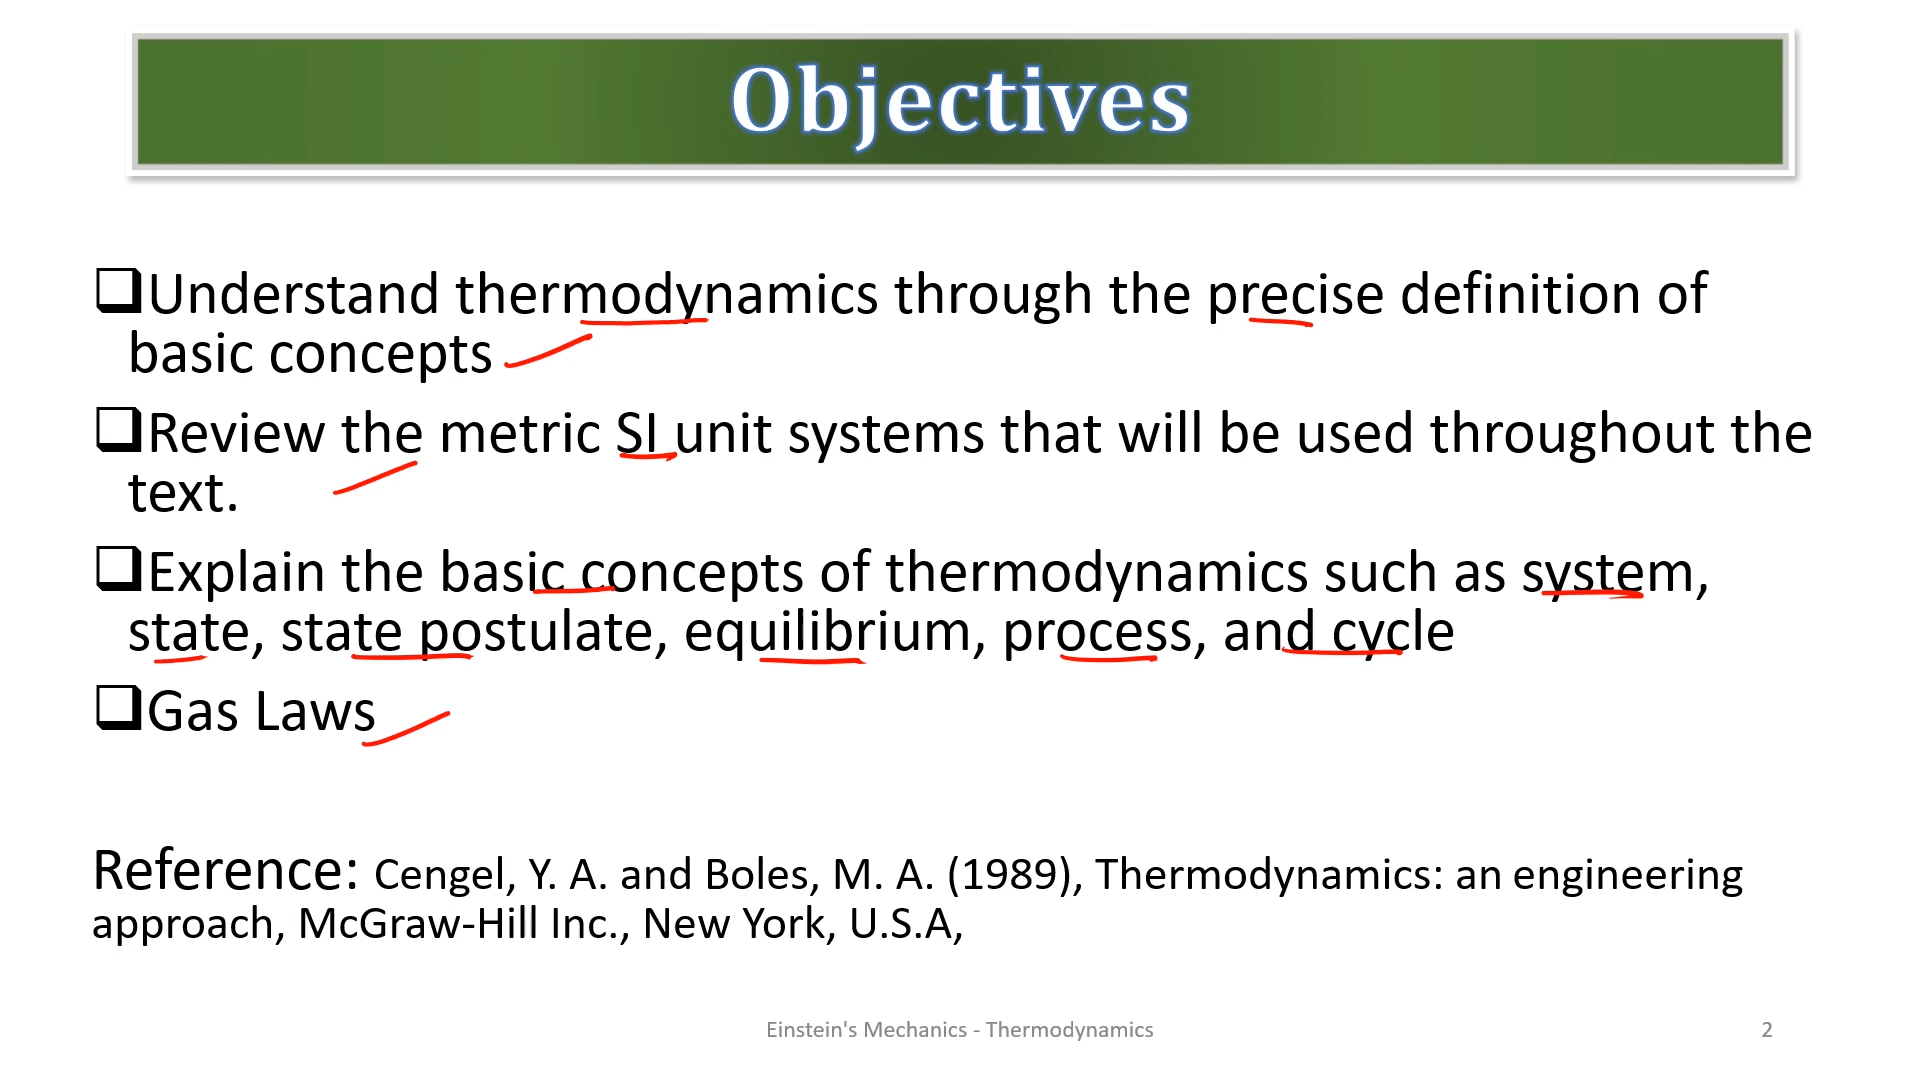 Objectives
Understand thermodynamics through the precise definition of
basic concepts
Review the metric SI unit systems that will be used throughout the
text.
Explain the basic concepts of thermodynamics such as system,
state, state postulate, equilibrium, process, and cycle
Gas Laws
Reference: Cengel, Y. A. and Boles, M. A. (1989), Thermodynamics: an engineering
approach, McGraw-Hill Inc., New York, U.S.A,
Einstein's Mechanics - Thermodynamics
2